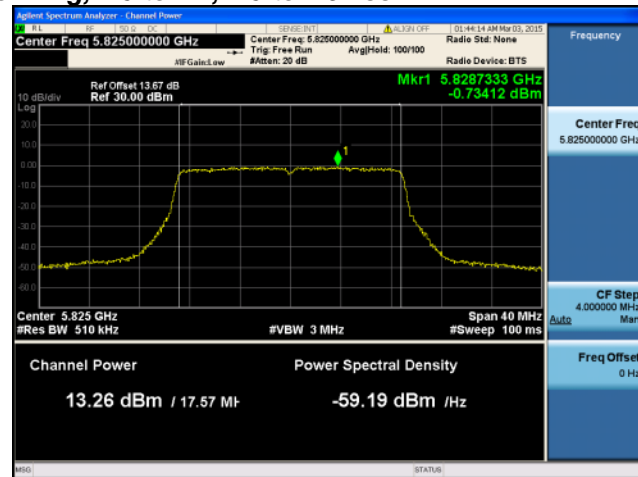 Agilent Spectrum Analyzer - Channel Power
RL RF 50 Ω DC SENSE:INT ALIGN OFF 01:44:14 AM Mar 03, 2015
Center Freq 5.825000000 GHz Center Freq: 5.825000000 GHz Radio Std: None Frequency
Trig: Free Run Avg|Hold: 100/100
#IFGain:Low #Atten: 20 dB Radio Device: BTS
Ref Offset 13.67 dB Mkr1 5.8287333 GHz
10 dB/div Ref 30.00 dBm -0.73412 dBm
Log
20.0
10.0
0.00
-10.0
-20.0
-30.0
-40.0
-50.0
-60.0
1
Center Freq
5.825000000 GHz
Center 5.825 GHz Span 40 MHz
#Res BW 510 kHz #VBW 3 MHz #Sweep 100 ms
CF Step
4.000000 MHz
Auto Man
Channel Power Power Spectral Density
13.26 dBm / 17.57 MH -59.19 dBm /Hz
Freq Offset
0 Hz
MSG STATUS